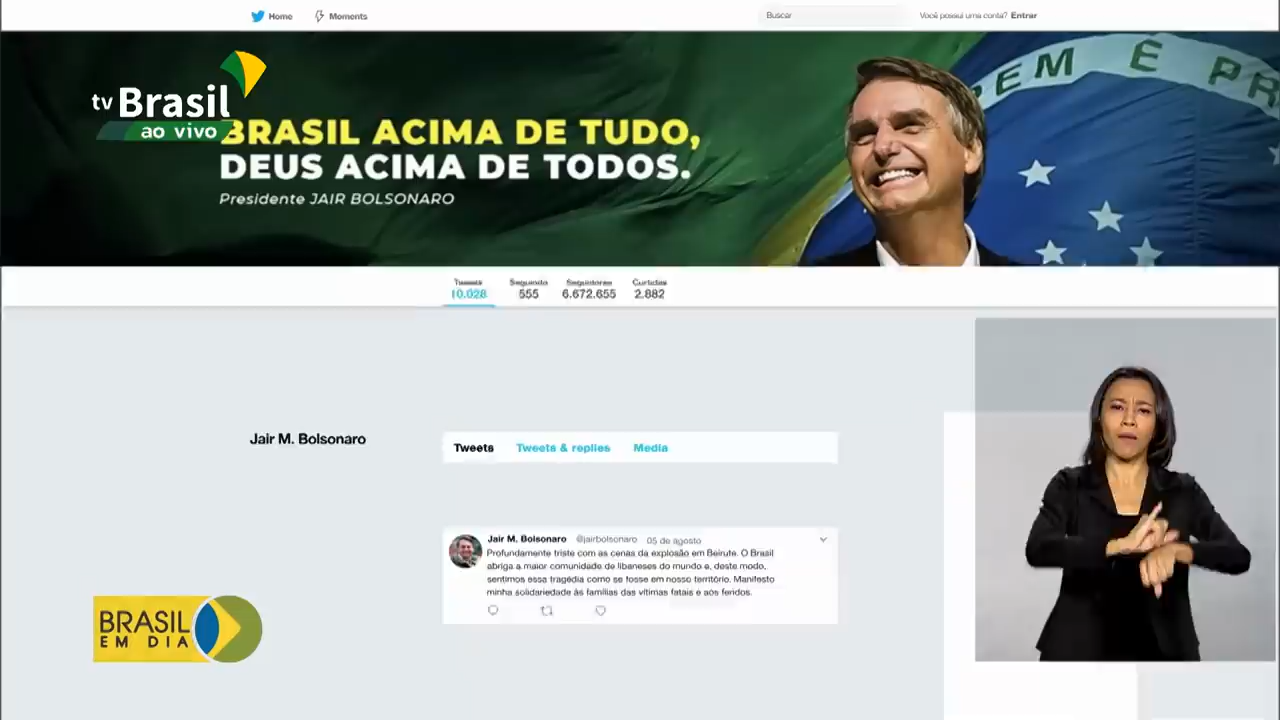 Home
Moments
Buscar
Você possui uma conta? Entrar
tv Brasil
ao vivo
BRASIL ACIMA DE TUDO,
DEUS ACIMA DE TODOS.
Presidente JAIR BOLSONARO
EM É PR
Tweets Seguindo Seguidores Curtidas
10.028 555 6.672.655 2.882
Jair M. Bolsonaro
Tweets Tweets & replies Media
Jair M. Bolsonaro @jairbolsonaro 05 de agosto
Profundamente triste com as cenas da explosão em Beirute. O Brasil
abriga a maior comunidade de libaneses do mundo e, deste modo,
sentimos essa tragédia como se fosse em nosso território. Manifesto
minha solidariedade às famílias das vítimas fatais e aos feridos.
BRASIL
EM DIA